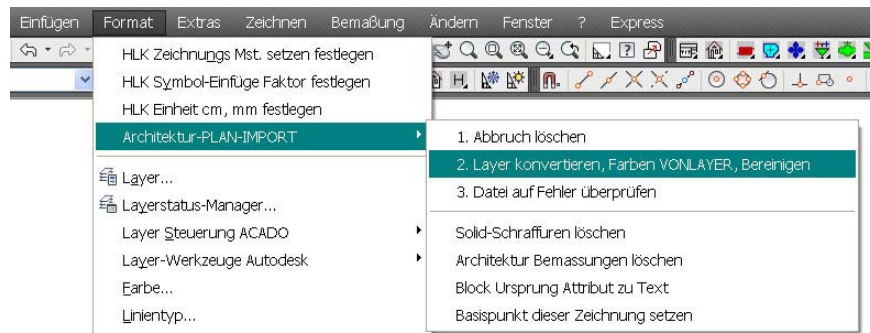 Einfügen Format Extras Zeichnen Bemaßung Ändern Fenster ? Express
HLK Zeichnungs Mst. setzen festlegen
HLK Symbol-Einfüge Faktor festlegen
HLK Einheit cm, mm festlegen
Architektur-PLAN-IMPORT
1. Abbruch löschen
2. Layer konvertieren, Farben VONLAYER, Bereinigen
3. Datei auf Fehler überprüfen
Layer...
Layerstatus-Manager...
Layer Steuerung ACADO
Solid-Schraffuren löschen
Layer-Werkzeuge Autodesk
Architektur Bemassungen löschen
Farbe...
Block Ursprung Attribut zu Text
Linientyp...
Basispunkt dieser Zeichnung setzen